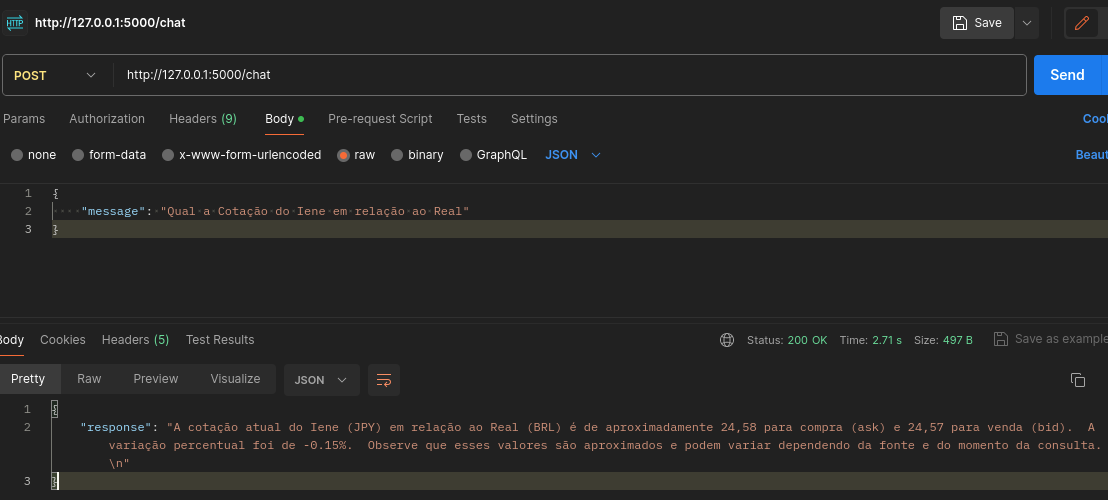 HTTP http://127.0.0.1:5000/chat Save
POST http://127.0.0.1:5000/chat Send
Params Authorization Headers (9) Body Pre-request Script Tests Settings
none form-data x-www-form-urlencoded raw binary GraphQL JSON
1 {
2 "message": "Qual a Cotação do Iene em relação ao Real"
3 }
Body Cookies Headers (5) Test Results Status: 200 OK Time: 2.71 s Size: 497 B Save as example
Pretty Raw Preview Visualize JSON
1 {
2 "response": "A cotação atual do Iene (JPY) em relação ao Real (BRL) é de aproximadamente 24,58 para compra (ask) e 24,57 para venda (bid).  A
variação percentual foi de -0.15%.  Observe que esses valores são aproximados e podem variar dependendo da fonte e do momento da consulta.
\n"
3 }